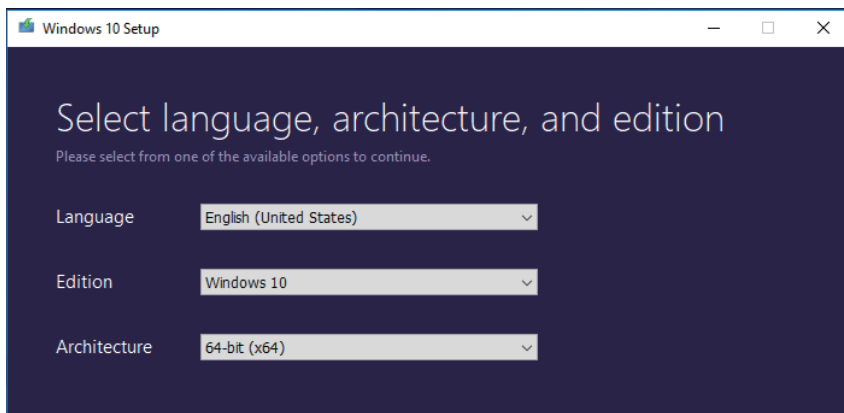 Windows 10 Setup
Select language, architecture, and edition
Please select from one of the available options to continue.
Language English (United States)
Edition Windows 10
Architecture 64-bit (x64)